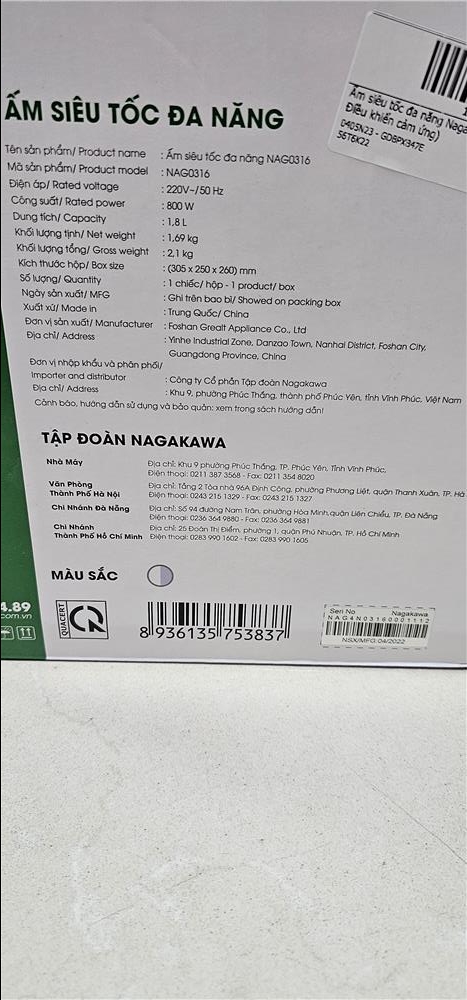 ẤM SIÊU TỐC ĐA NĂNG
Ấm siêu tốc đa năng Naga
Điều khiển cảm ứng)
D405N23 - GDBPX347E
S6T6K22
Tên sản phẩm/ Product name : Ấm siêu tốc đa năng NAG0316
Mã sản phẩm/ Product model : NAG0316
Điện áp/ Rated voltage : 220V~/50 Hz
Công suất/ Rated power : 800 W
Dung tích/ Capacity : 1,8 L
Khối lượng tịnh/ Net weight : 1,69 kg
Khối lượng tổng/ Gross weight : 2,1 kg
Kích thước hộp/ Box size : (305 x 250 x 260) mm
Số lượng/ Quantity : 1 chiếc/ hộp - 1 product/ box
Ngày sản xuất/ MFG : Ghi trên bao bì/ Showed on packing box
Xuất xứ/ Made in : Trung Quốc/ China
Đơn vị sản xuất/ Manufacturer : Foshan Grealt Appliance Co., Ltd
Địa chỉ/ Address : Yinhe Industrial Zone, Danzao Town, Nanhai District, Foshan City,
Guangdong Province, China
Đơn vị nhập khẩu và phân phối/
Importer and distributor : Công ty Cổ phần Tập đoàn Nagakawa
Địa chỉ/ Address : Khu 9, phường Phúc Thắng, thành phố Phúc Yên, tỉnh Vĩnh Phúc, Việt Nam
Cảnh báo, hướng dẫn sử dụng và bảo quản: xem trong sách hướng dẫn!
TẬP ĐOÀN NAGAKAWA
Nhà Máy Địa chỉ: Khu 9 phường Phúc Thắng, TP. Phúc Yên, Tỉnh Vĩnh Phúc,
Điện thoại: 0211 387 3568 - Fax: 0211 354 8020
Văn Phòng Địa chỉ: Tầng 2 Tòa nhà 96A Định Công, phường Phương Liệt, quận Thanh Xuân, TP. Hà
Thành Phố Hà Nội Điện thoại: 0243 215 1329 - Fax: 0243 215 1327
Chi Nhánh Đà Nẵng Địa chỉ: Số 94 đường Nam Trân, phường Hòa Minh,quận Liên Chiểu, TP. Đà Nẵng
Điện thoại: 0236 364 9880 - Fax: 0236 364 9881
Chi Nhánh Địa chỉ: 25 Đoàn Thị Điểm, phường 1, quận Phú Nhuận, TP. Hồ Chí Minh
Thành Phố Hồ Chí Minh Điện thoại: 0283 990 1602 - Fax: 0283 990 1605
MÀU SẮC
4.89
com.vn
QUACERT
8 936135 753837
Seri No Nagakawa
NAG4N03160001112
NSX/MFG: 04/2022